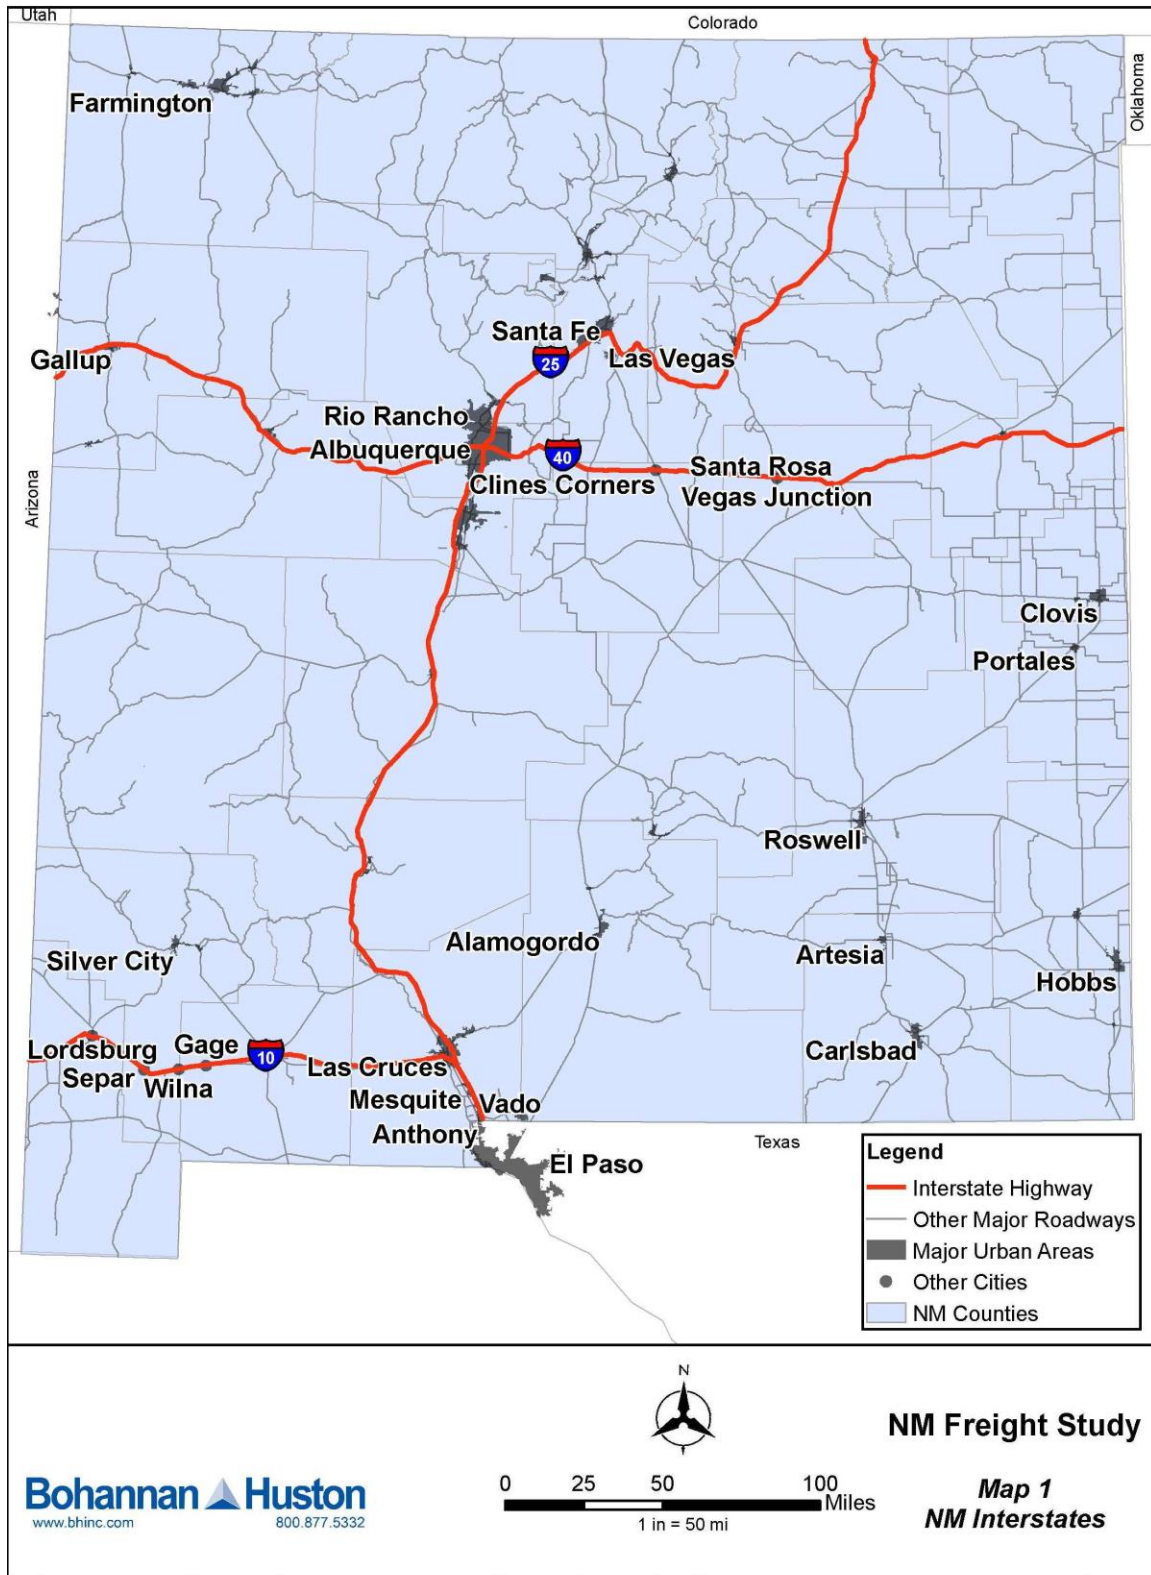 Utah
Colorado
Oklahoma
Farmington
Santa Fe
25
Gallup
Las Vegas
Rio Rancho
Albuquerque
40
Santa Rosa
Clines Corners
Vegas Junction
Arizona
Clovis
Portales
Roswell
Alamogordo
Artesia
Silver City
Hobbs
Gage
10
Lordsburg
Las Cruces
Carlsbad
Separ
Wilna
Mesquite
Vado
Anthony
Texas
El Paso
Legend
Interstate Highway
Other Major Roadways
Major Urban Areas
Other Cities
NM Counties
N
NM Freight Study
Bohannan Huston
www.bhinc.com 800.877.5332
0 25 50 100
Miles
1 in = 50 mi
Map 1
NM Interstates